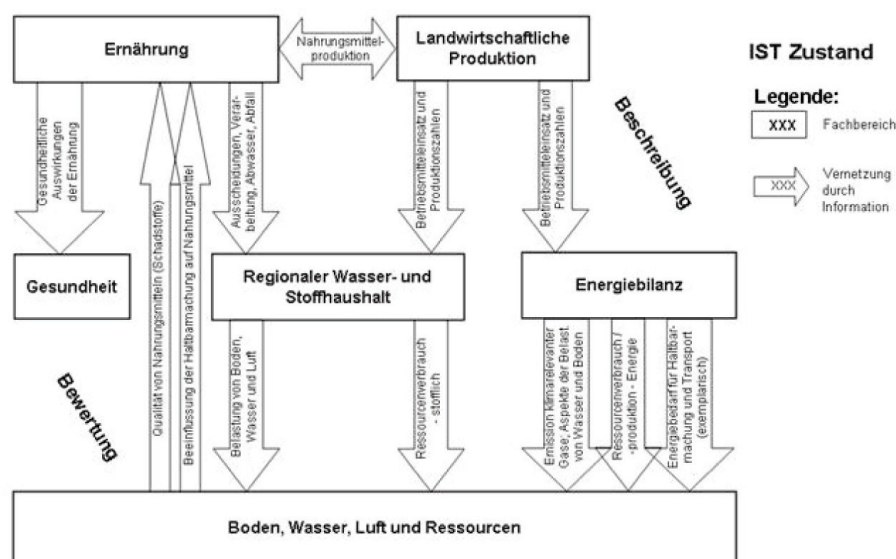 Ernährung
Nahrungsmittel-
produktion
Landwirtschaftliche
Produktion
IST Zustand
Legende:
XXX
Fachbereich
XXX
Vernetzung
durch
Information
Beschreibung
Gesundheitliche
Auswirkungen
der Ernährung
Ausscheidungen, Verar-
beitung, Abwasser, Abfall
Betriebsmitteleinsatz und
Produktionszahlen
Betriebsmitteleinsatz und
Produktionszahlen
Gesundheit
Qualität von Nahrungsmitteln (Schadstoffe)
Beeinflussung der Haltbarmachung auf Nahrungsmittel
Regionaler Wasser- und
Stoffhaushalt
Energiebilanz
Bewertung
Belastung von Boden,
Wasser und Luft
Ressourcenverbrauch
- stofflich
Emission klimarelevanter
Gase; Aspekte der Belast.
von Wasser und Boden
Ressourcenverbrauch /
-produktion - Energie
Energiebedarf für Haltbar-
machung und Transport
(exemplarisch)
Boden, Wasser, Luft und Ressourcen